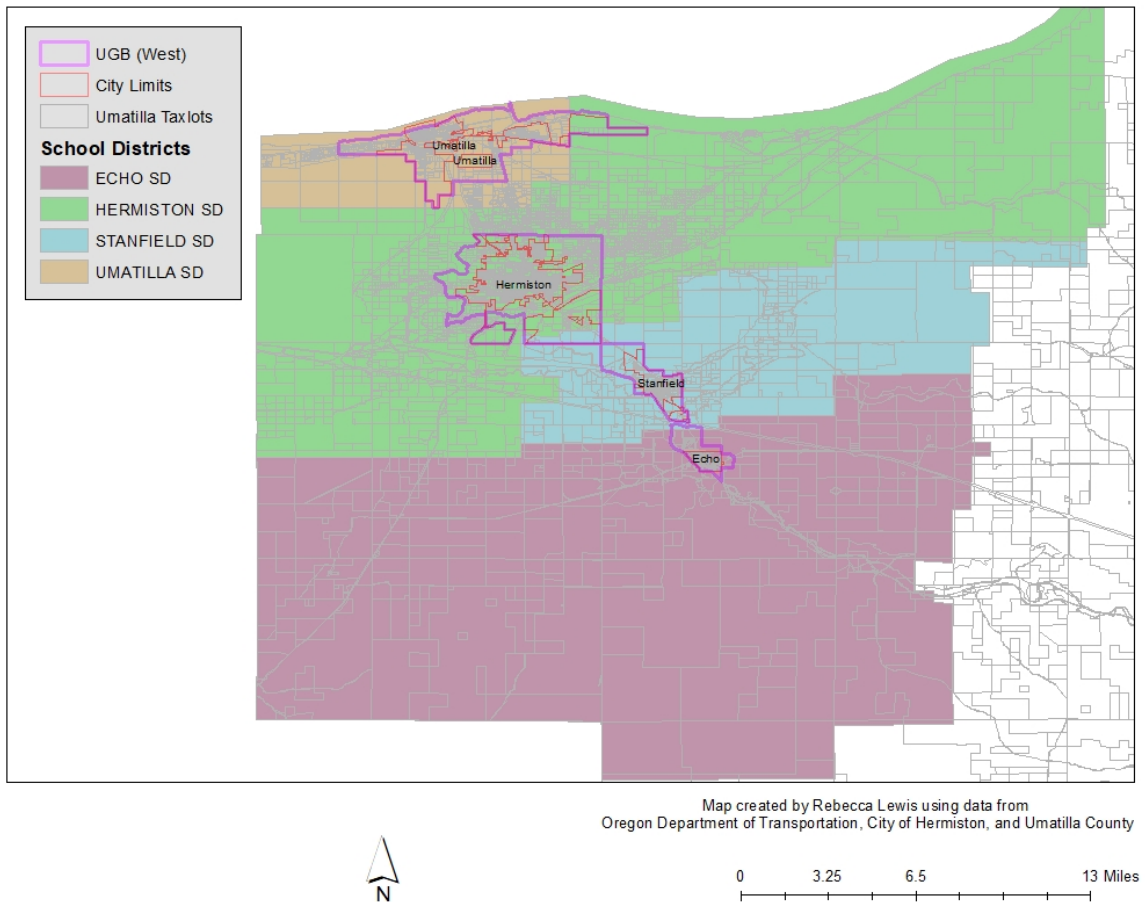 UGB (West)
City Limits
Umatilla Taxlots
School Districts
ECHO SD
HERMISTON SD
STANFIELD SD
UMATILLA SD
Umatilla
Umatilla
Hermiston
Stanfield
Echo
Map created by Rebecca Lewis using data from
Oregon Department of Transportation, City of Hermiston, and Umatilla County
N
0 3.25 6.5 13 Miles